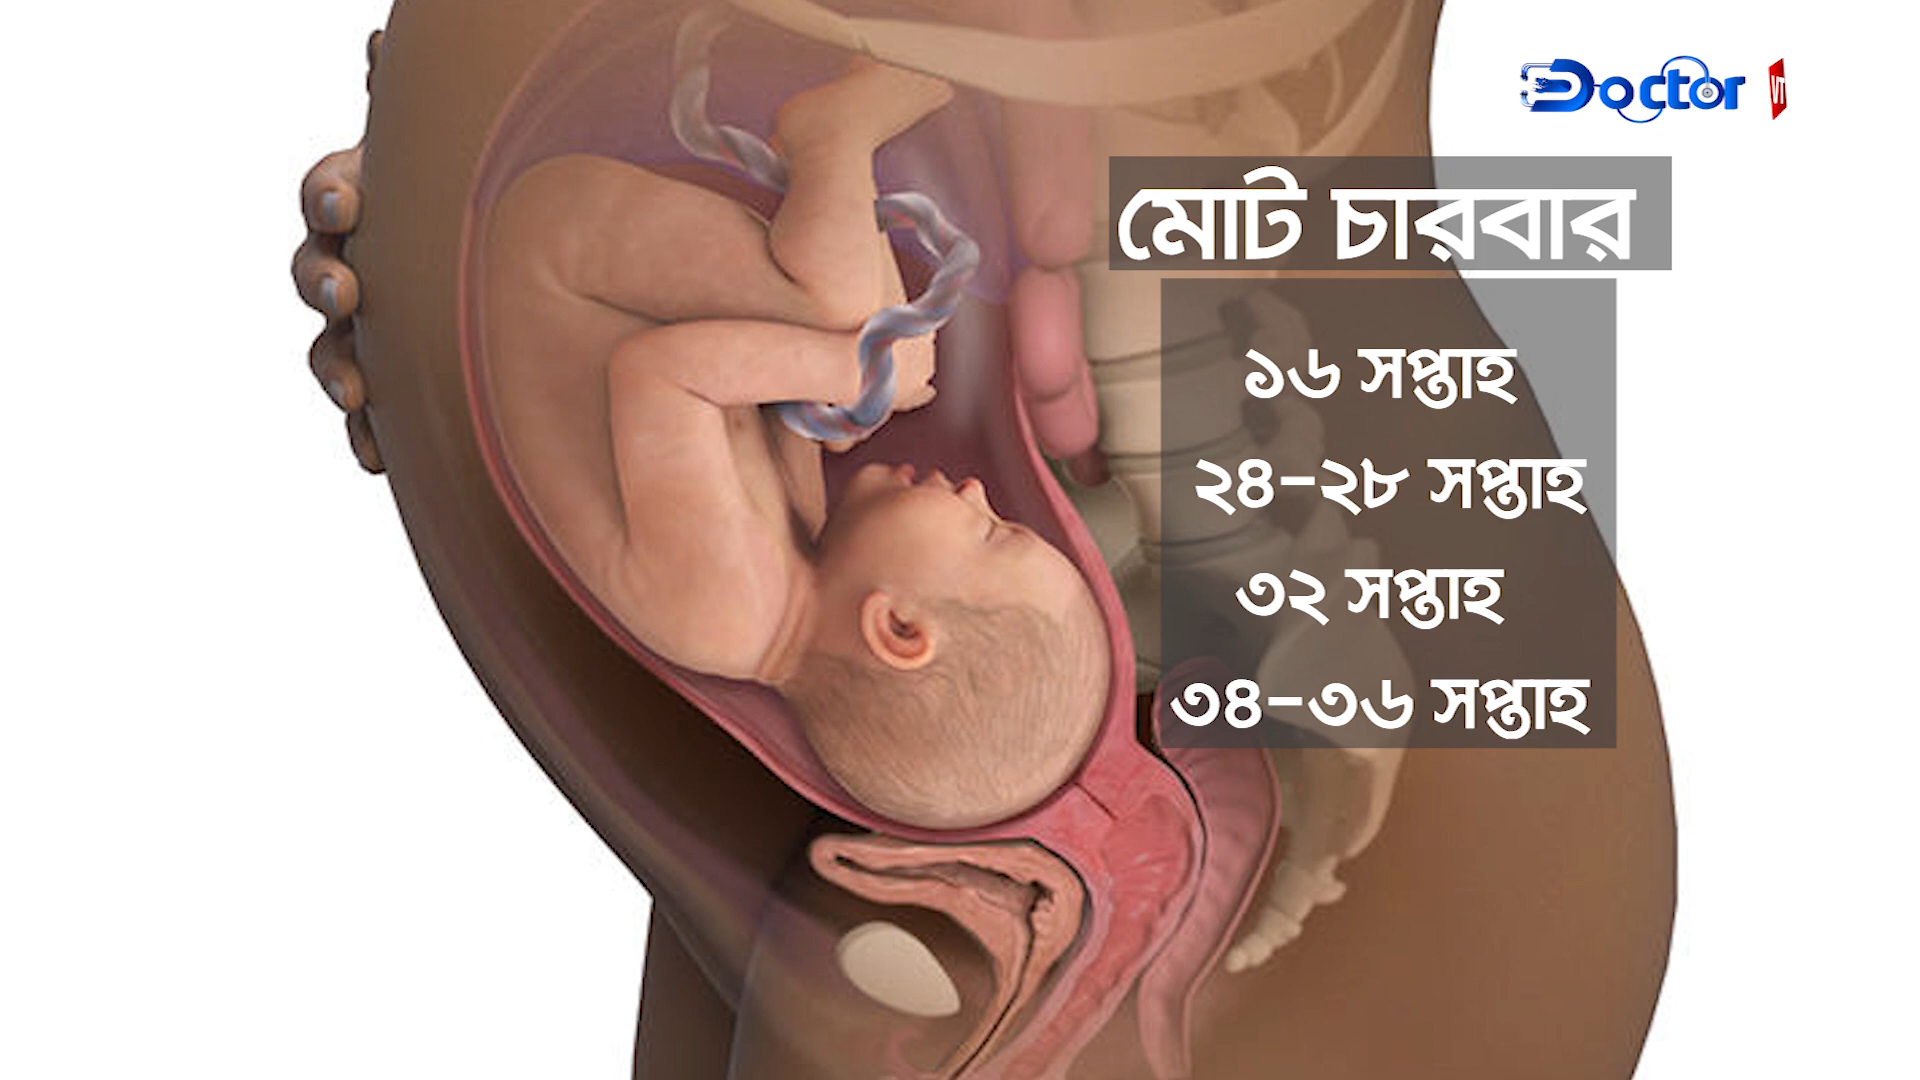 Doctor
মোট চারবার
১৬ সপ্তাহ
২৪-২৮ সপ্তাহ
৩২ সপ্তাহ
৩৪-৩৬ সপ্তাহ